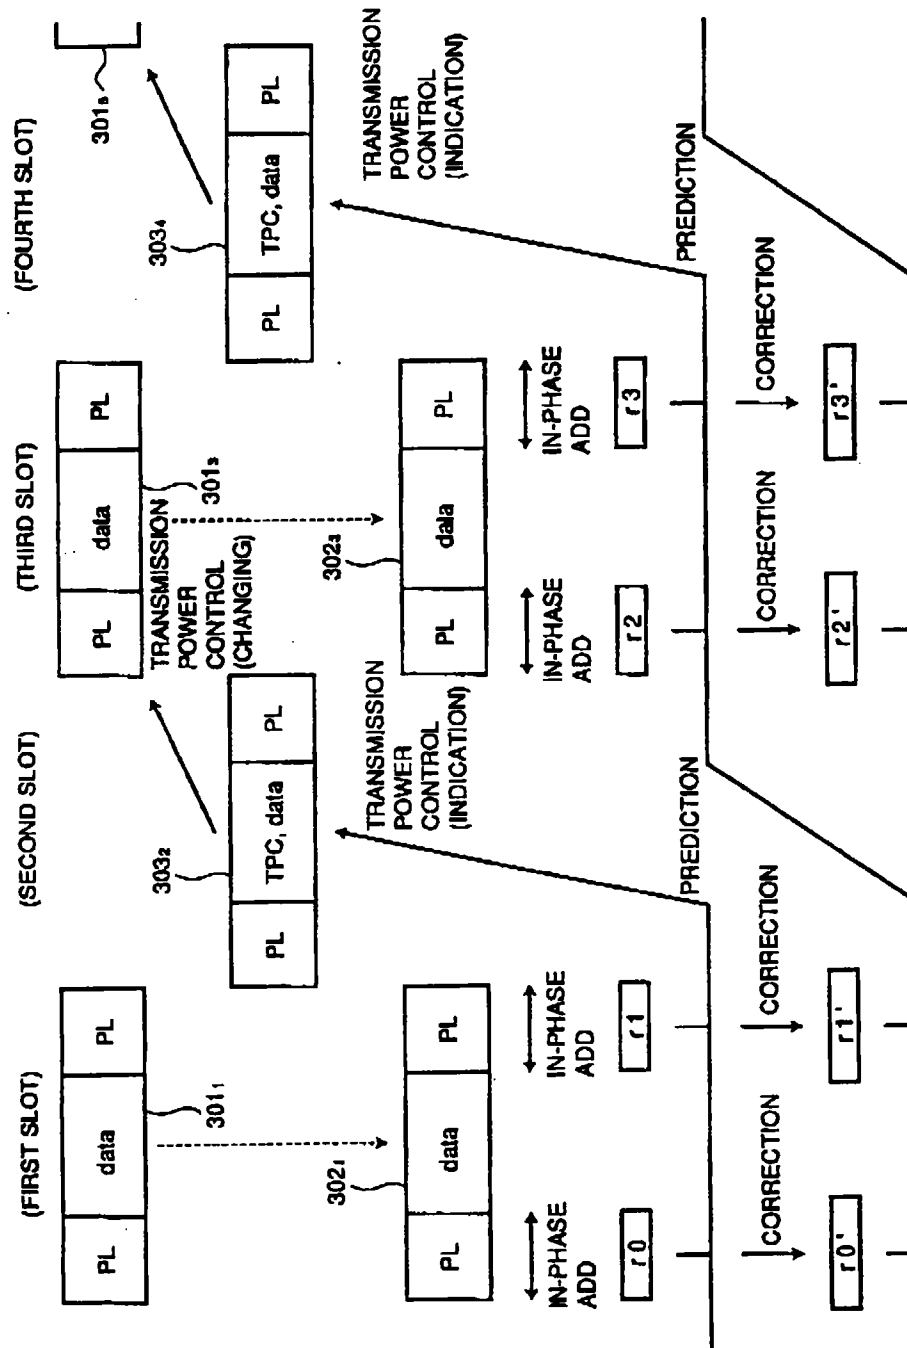 (FIRST SLOT)
(SECOND SLOT)
(THIRD SLOT)
(FOURTH SLOT)
PL data PL
301₁
PL data PL
301₃
301₅
TRANSMISSION
POWER
CONTROL
(CHANGING)
303₂
PL TPC, data PL
303₄
PL TPC, data PL
302₁
PL data PL
302₃
PL data PL
TRANSMISSION
POWER
CONTROL
(INDICATION)
TRANSMISSION
POWER
CONTROL
(INDICATION)
IN-PHASE
ADD
IN-PHASE
ADD
IN-PHASE
ADD
IN-PHASE
ADD
r0
r1
r2
r3
PREDICTION
PREDICTION
CORRECTION
CORRECTION
CORRECTION
CORRECTION
r0'
r1'
r2'
r3'